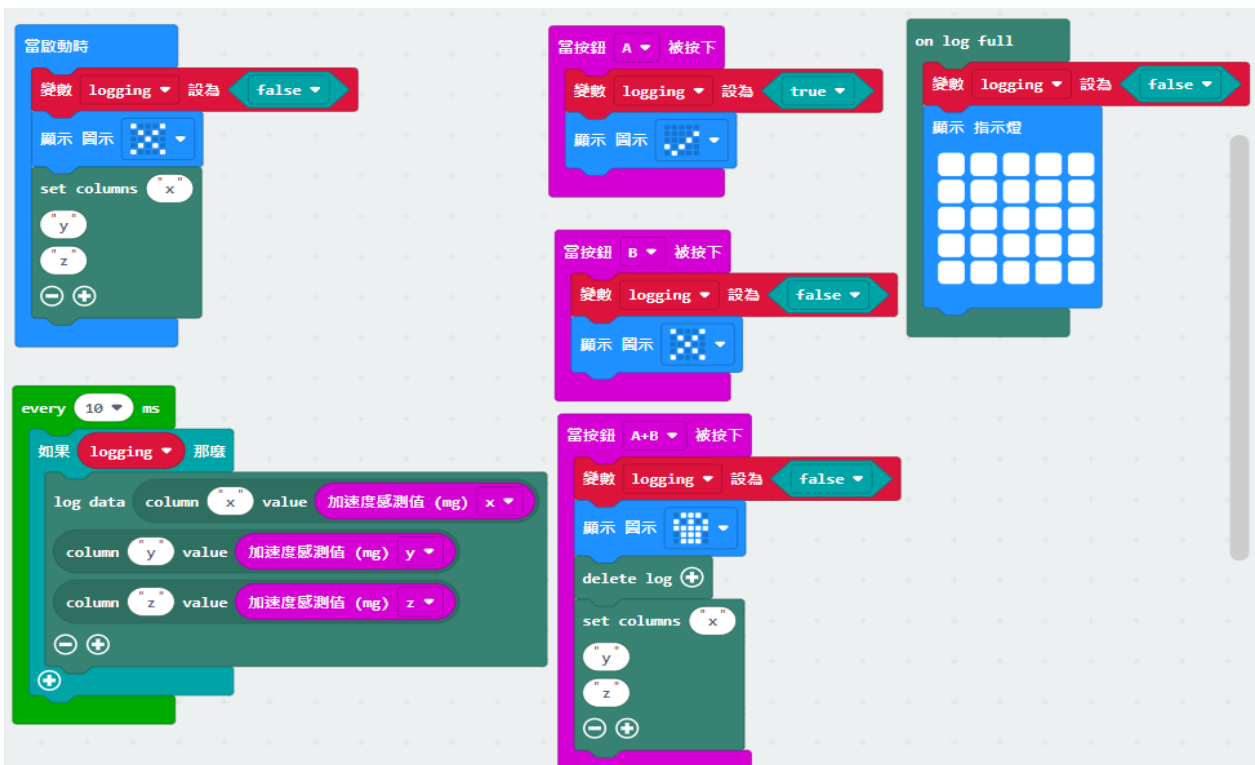 當啟動時
變數 logging 設為 false
顯示 圖示
set columns "x"
"y"
"z"
every 10 ms
如果 logging 那麼
log data column "x" value 加速度感測值 (mg) x
column "y" value 加速度感測值 (mg) y
column "z" value 加速度感測值 (mg) z
當按鈕 A 被按下
變數 logging 設為 true
顯示 圖示
當按鈕 B 被按下
變數 logging 設為 false
顯示 圖示
當按鈕 A+B 被按下
變數 logging 設為 false
顯示 圖示
delete log
set columns "x"
"y"
"z"
on log full
變數 logging 設為 false
顯示 指示燈